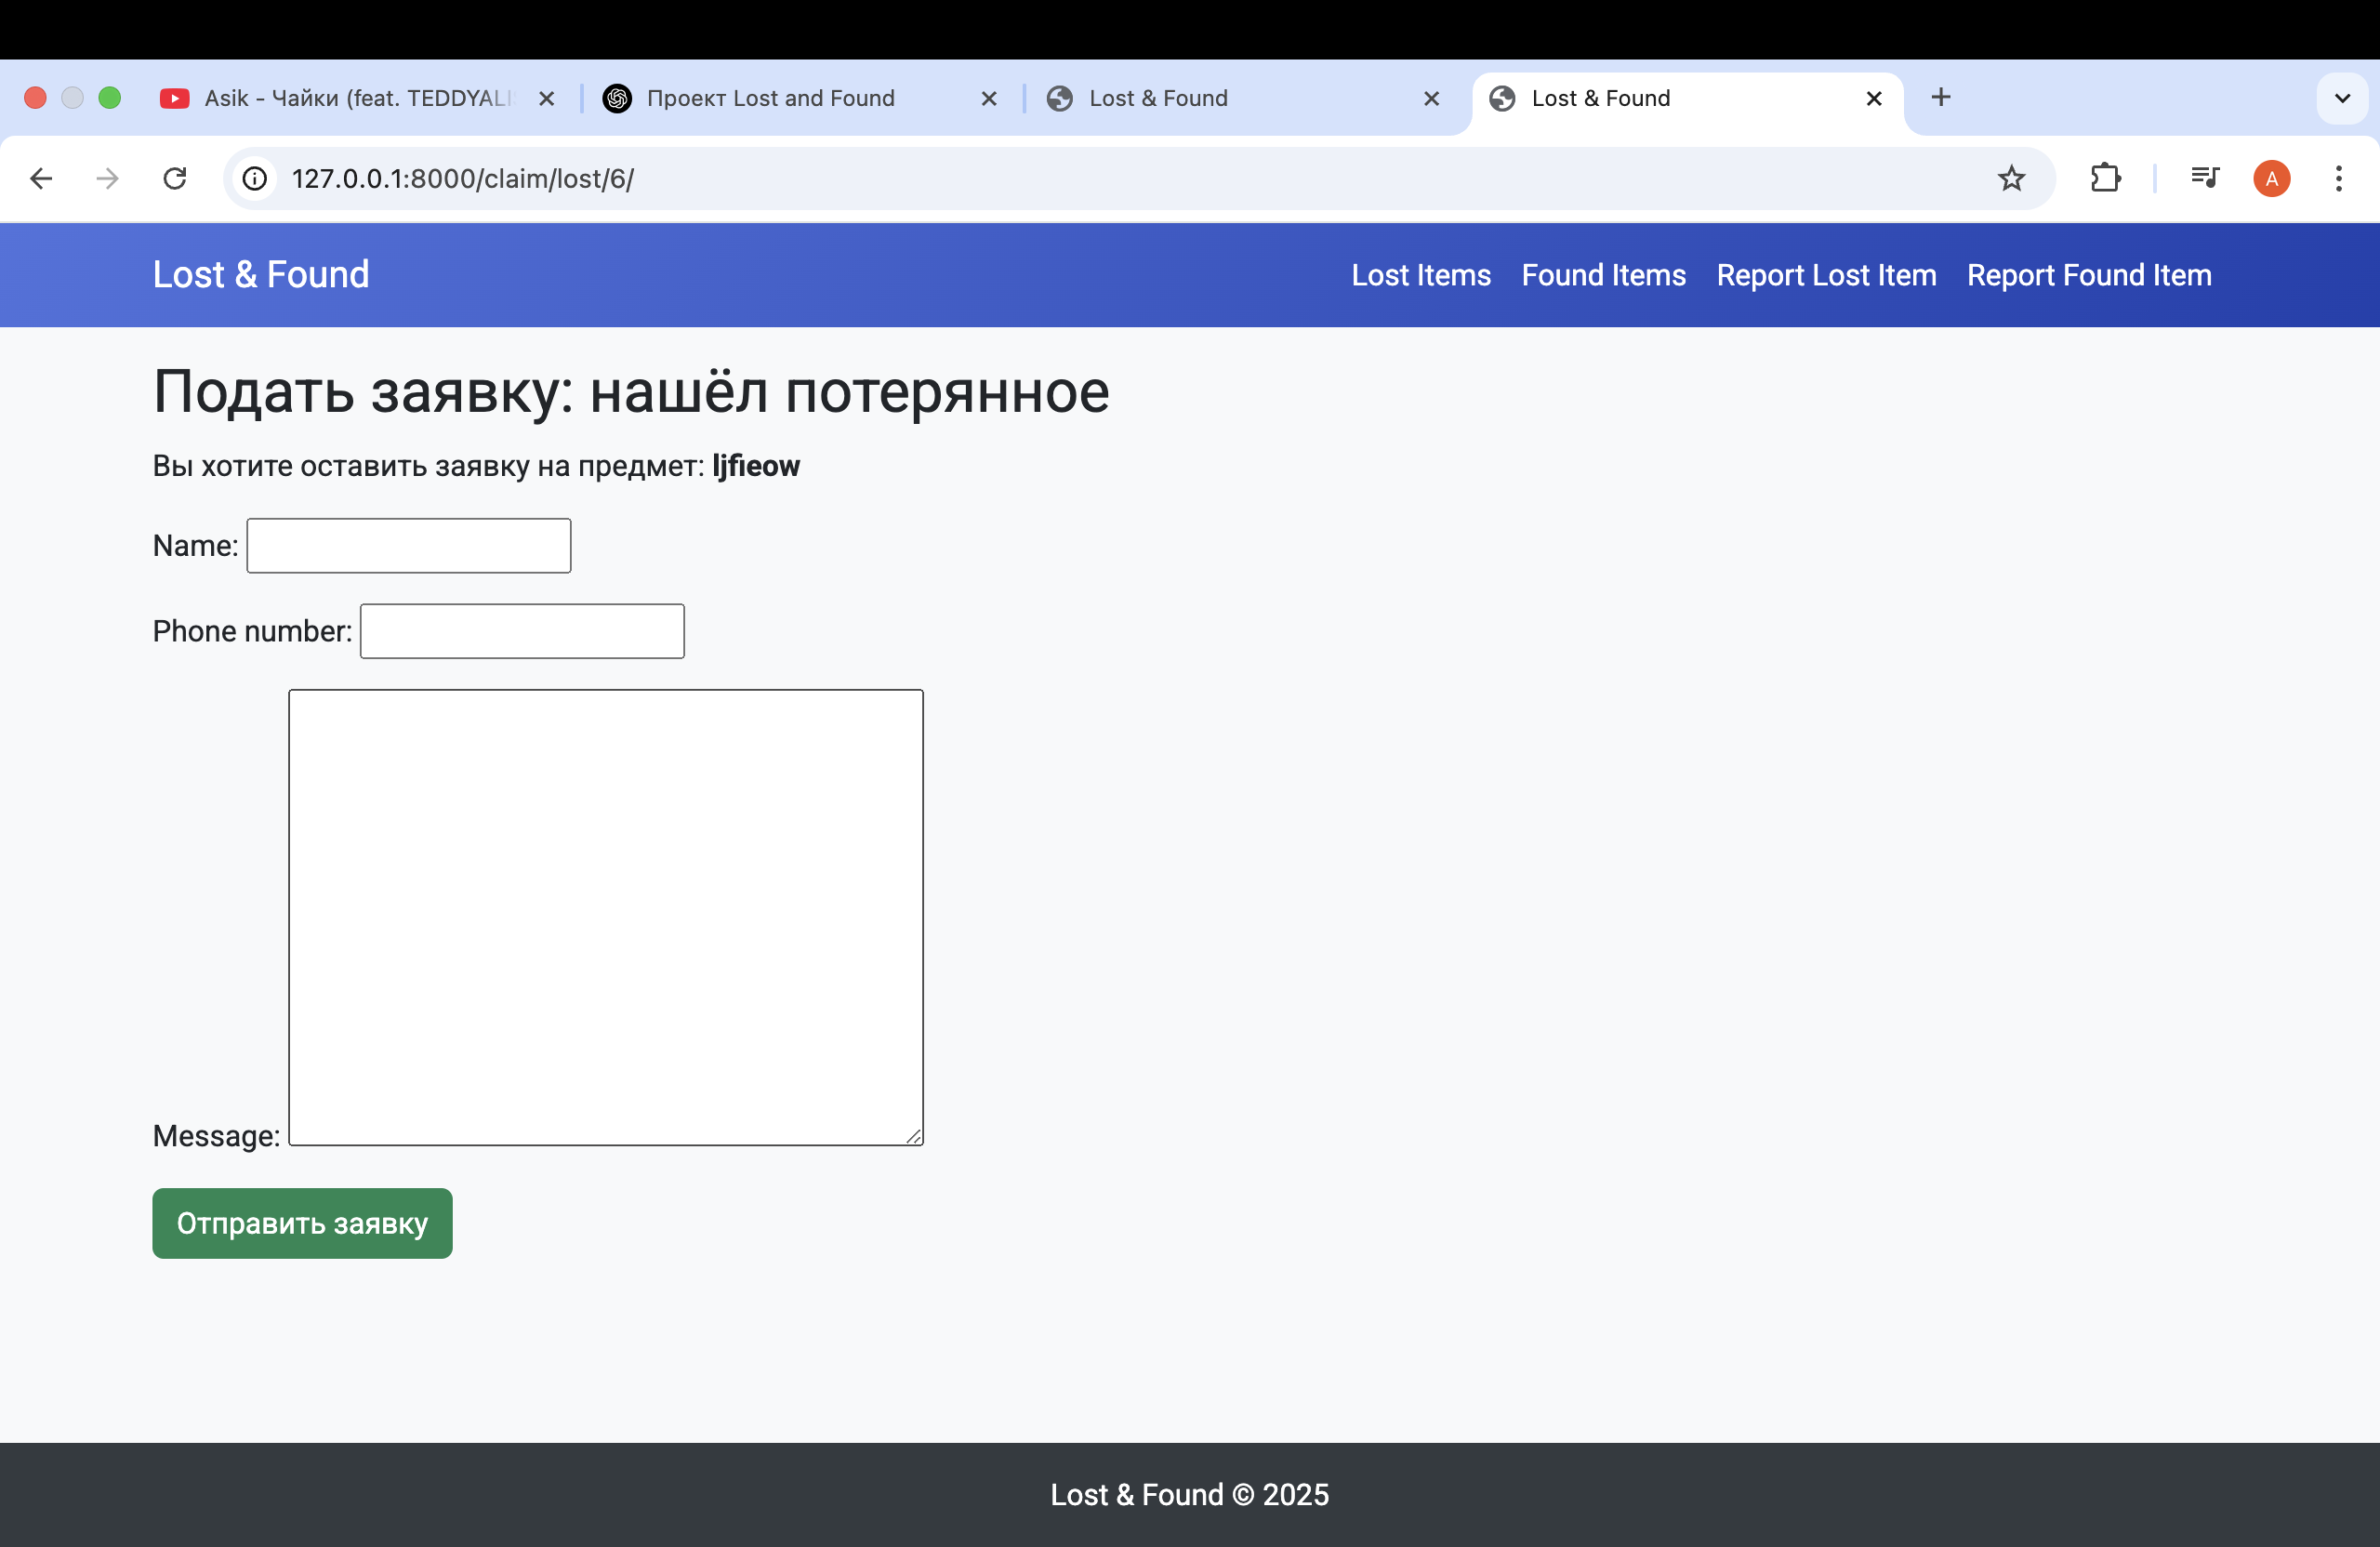 Asik - Чайки (feat. TEDDYALI
Проект Lost and Found
Lost & Found
Lost & Found
127.0.0.1:8000/claim/lost/6/
A
Lost & Found
Lost Items Found Items Report Lost Item Report Found Item
Подать заявку: нашёл потерянное
Вы хотите оставить заявку на предмет: ljfieow
Name:
Phone number:
Message:
Отправить заявку
Lost & Found © 2025